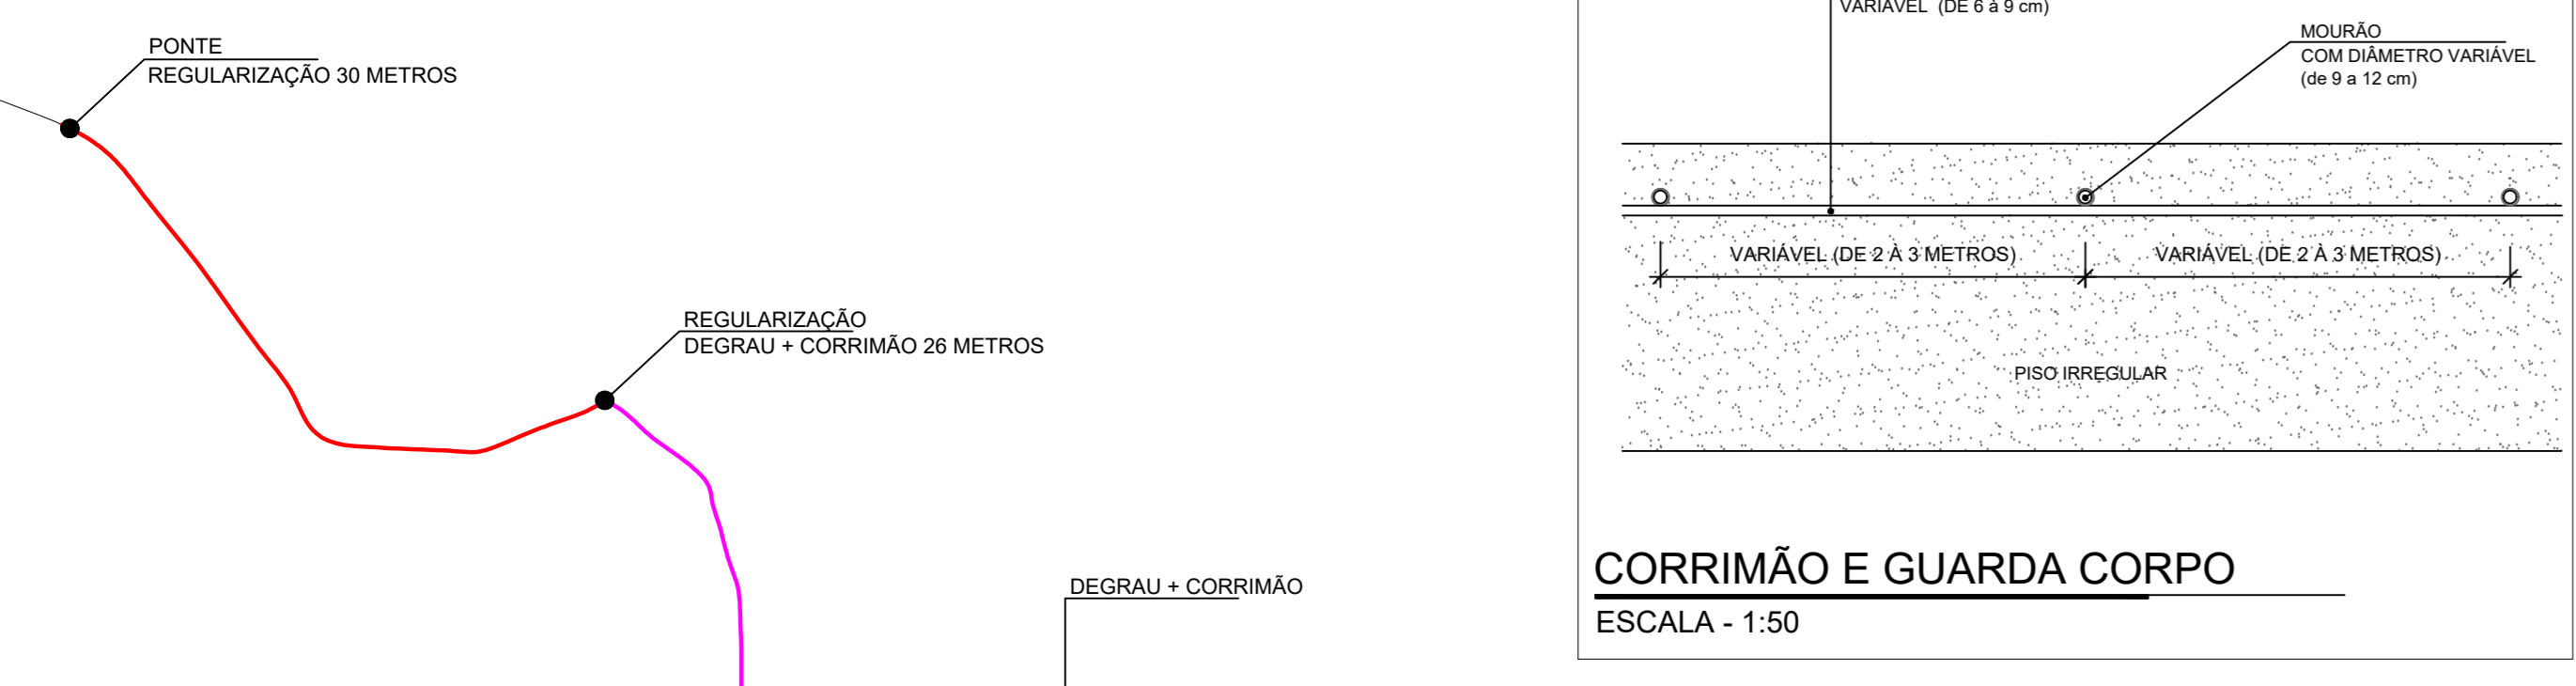 PONTE
REGULARIZAÇÃO 30 METROS
REGULARIZAÇÃO
DEGRAU + CORRIMÃO 26 METROS
DEGRAU + CORRIMÃO
VARIÁVEL (DE 6 à 9 cm)
MOURÃO
COM DIÂMETRO VARIÁVEL
(de 9 a 12 cm)
VARIÁVEL (DE 2 À 3 METROS)
VARIÁVEL (DE 2 À 3 METROS)
PISO IRREGULAR
CORRIMÃO E GUARDA CORPO
ESCALA - 1:50